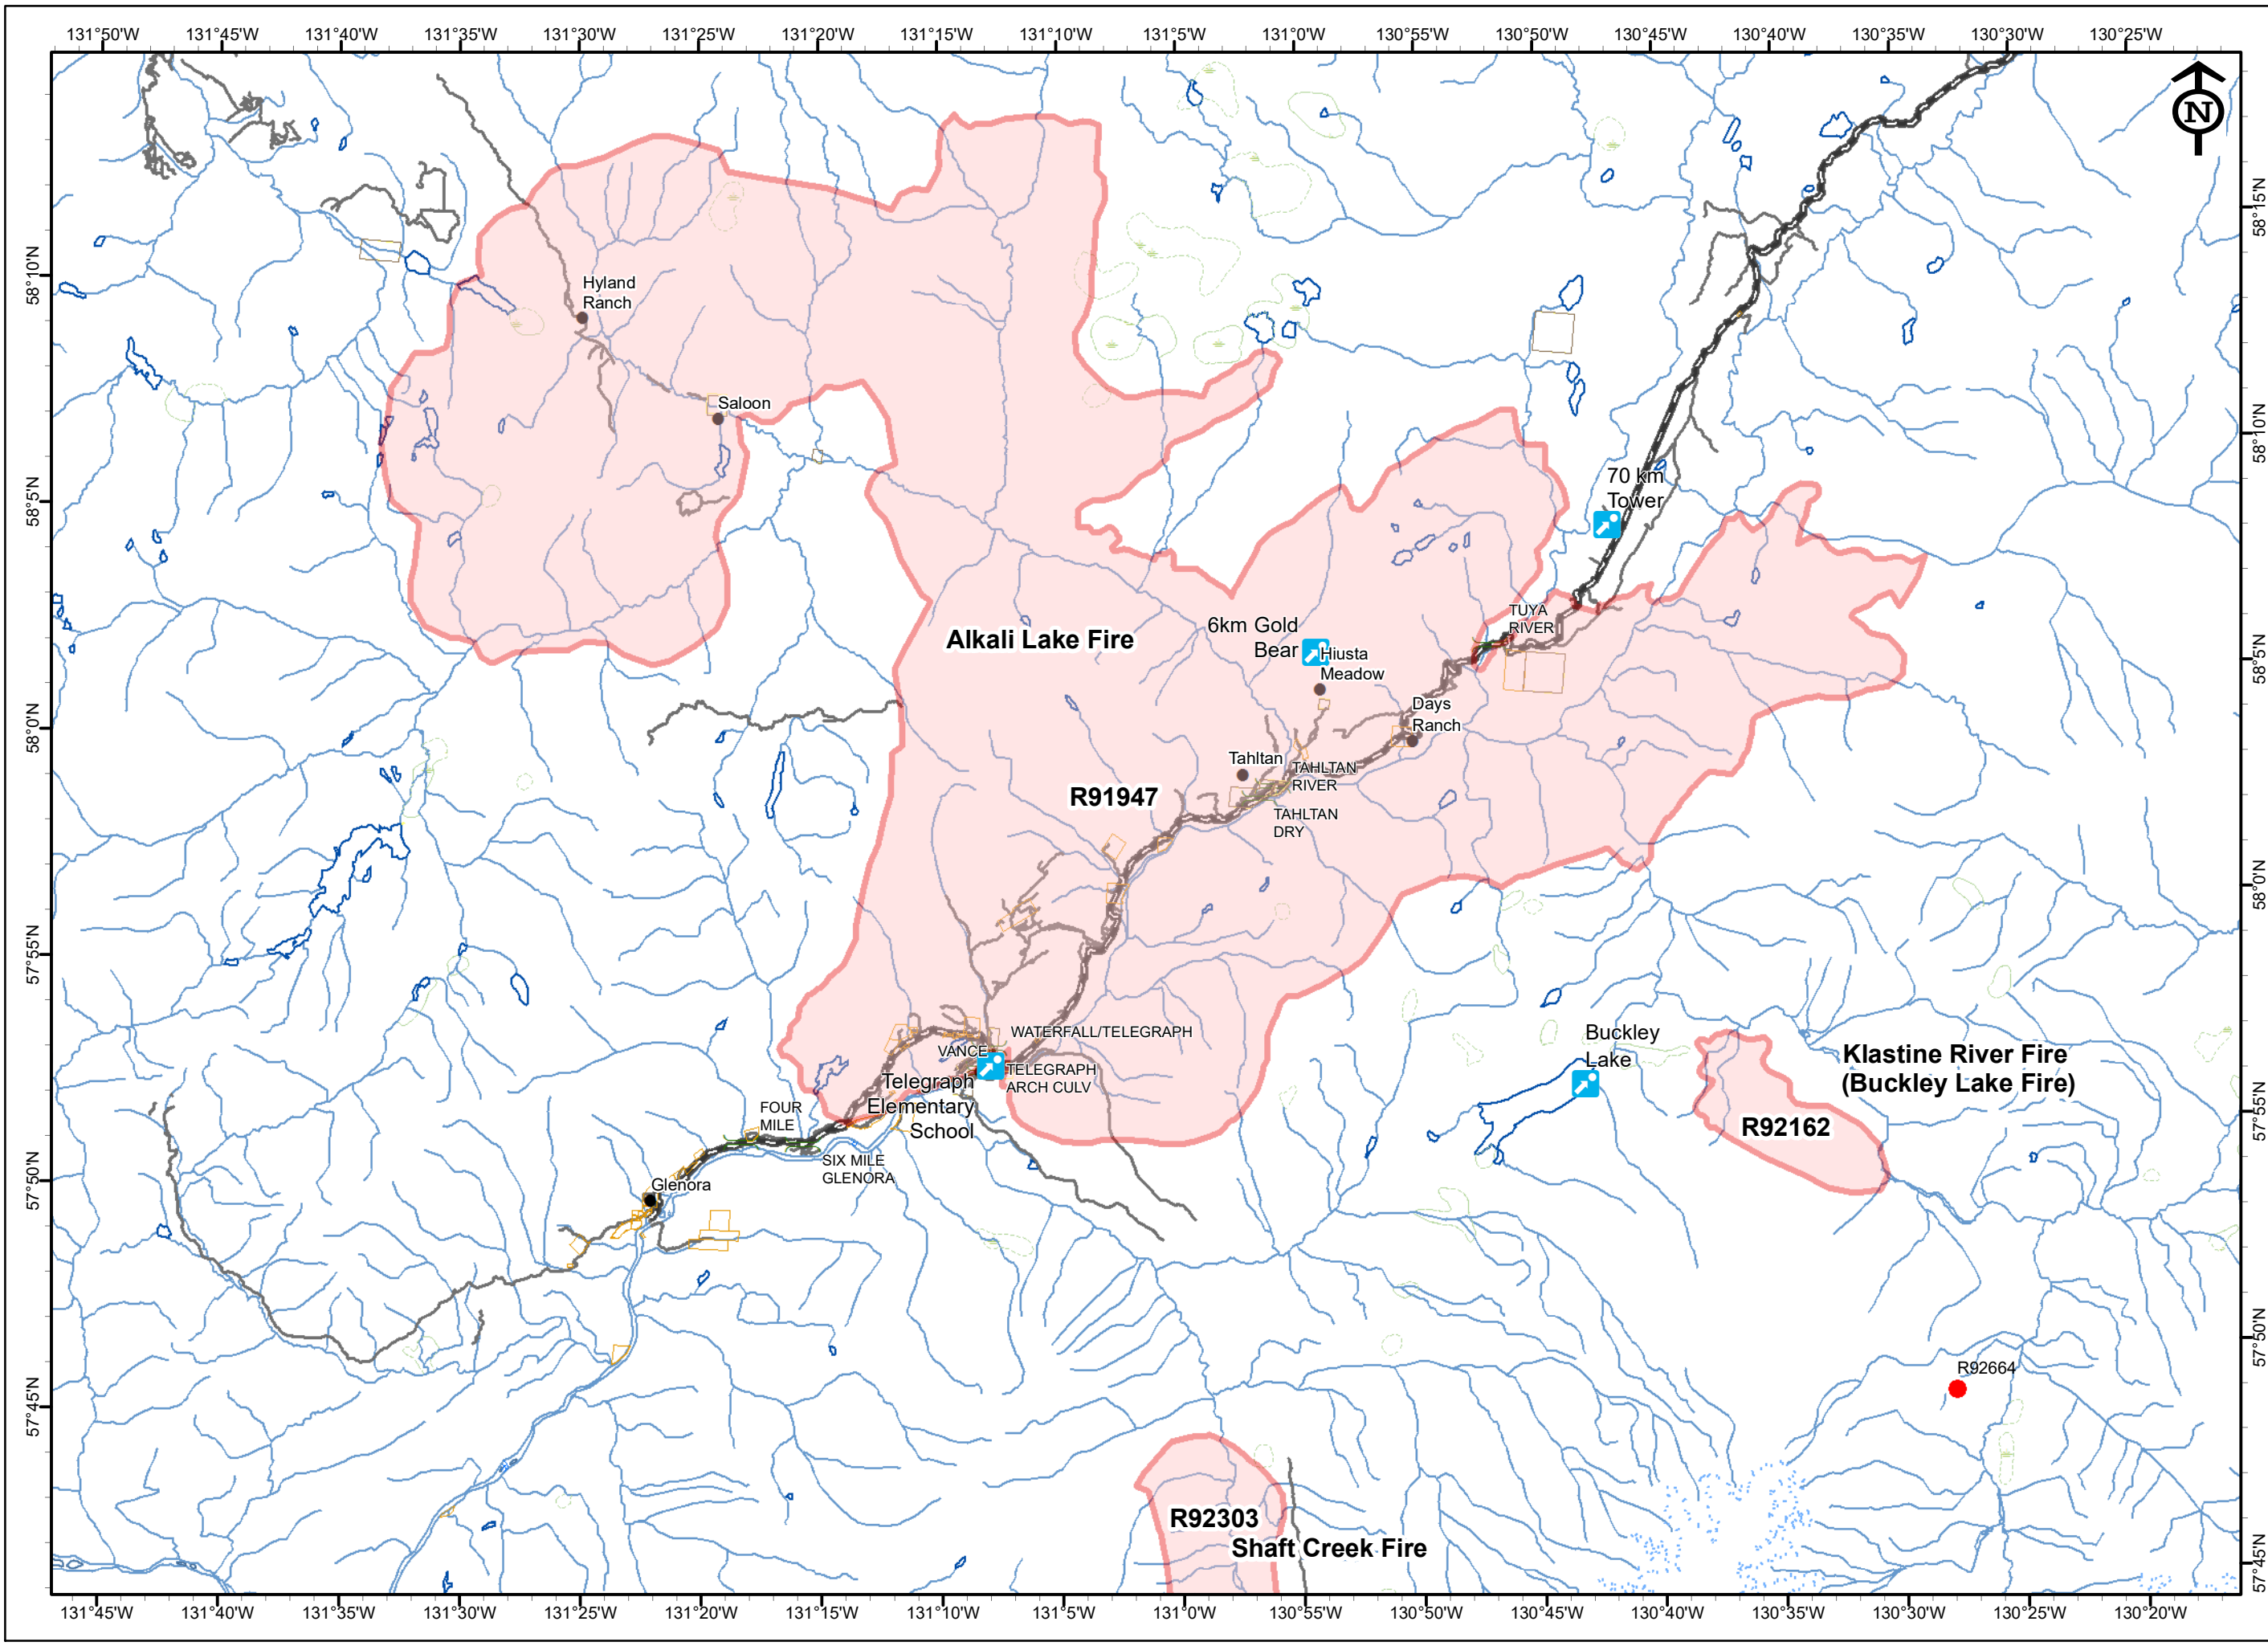 131°50'W 131°45'W 131°40'W 131°35'W 131°30'W 131°25'W 131°20'W 131°15'W 131°10'W 131°5'W 131°0'W 130°55'W 130°50'W 130°45'W 130°40'W 130°35'W 130°30'W 130°25'W
N
58°15'N
58°10'N
Hyland
Ranch
Saloon
58°10'N
70 km
Tower
58°5'N
TUYA
RIVER
6km Gold
Bear
Alkali Lake Fire
Hiusta
Meadow
58°5'N
Days
Ranch
58°0'N
Tahltan
TAHLTAN
RIVER
R91947
TAHLTAN
DRY
58°0'N
57°55'N
WATERFALL/TELEGRAPH
VANCE
TELEGRAPH
ARCH CULV
Telegraph
Elementary
School
Buckley
Lake
Klastine River Fire
(Buckley Lake Fire)
R92162
57°55'N
FOUR
MILE
SIX MILE
GLENORA
Glenora
57°50'N
57°50'N
R92664
57°45'N
R92303
Shaft Creek Fire
57°45'N
131°45'W 131°40'W 131°35'W 131°30'W 131°25'W 131°20'W 131°15'W 131°10'W 131°5'W 131°0'W 130°55'W 130°50'W 130°45'W 130°40'W 130°35'W 130°30'W 130°25'W 130°20'W